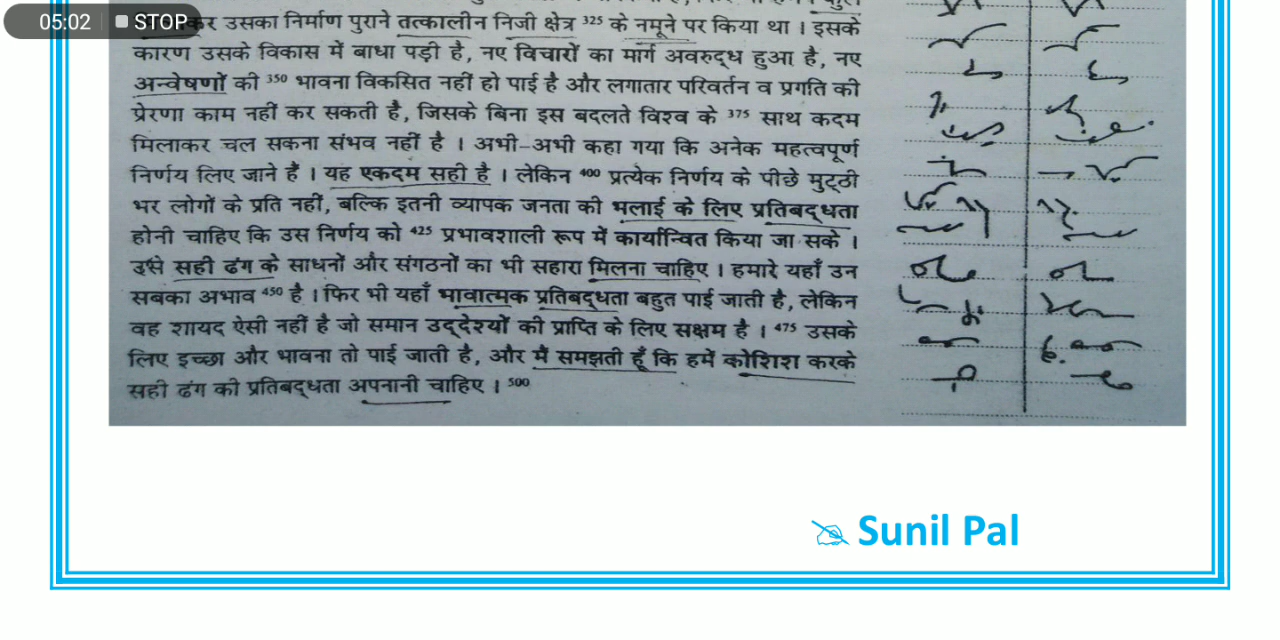 05:02 STOP
उसका निर्माण पुराने तत्कालीन निजी क्षेत्र 325 के नमूने पर किया था । इसके
कारण उसके विकास में बाधा पड़ी है, नए विचारों का मार्ग अवरुद्ध हुआ है, नए
अन्वेषणों की 350 भावना विकसित नहीं हो पाई है और लगातार परिवर्तन व प्रगति की
प्रेरणा काम नहीं कर सकती है, जिसके बिना इस बदलते विश्व के 375 साथ कदम
मिलाकर चल सकना संभव नहीं है । अभी-अभी कहा गया कि अनेक महत्वपूर्ण
निर्णय लिए जाने हैं । यह एकदम सही है । लेकिन 400 प्रत्येक निर्णय के पीछे मुट्ठी
भर लोगों के प्रति नहीं, बल्कि इतनी व्यापक जनता की भलाई के लिए प्रतिबद्धता
होनी चाहिए कि उस निर्णय को 425 प्रभावशाली रूप में कार्यान्वित किया जा सके ।
उसे सही ढंग के साधनों और संगठनों का भी सहारा मिलना चाहिए । हमारे यहाँ उन
सबका अभाव 450 है । फिर भी यहाँ भावात्मक प्रतिबद्धता बहुत पाई जाती है, लेकिन
वह शायद ऐसी नहीं है जो समान उद्देश्यों की प्राप्ति के लिए सक्षम है । 475 उसके
लिए इच्छा और भावना तो पाई जाती है, और मैं समझती हूँ कि हमें कोशिश करके
सही ढंग की प्रतिबद्धता अपनानी चाहिए । 500
Sunil Pal